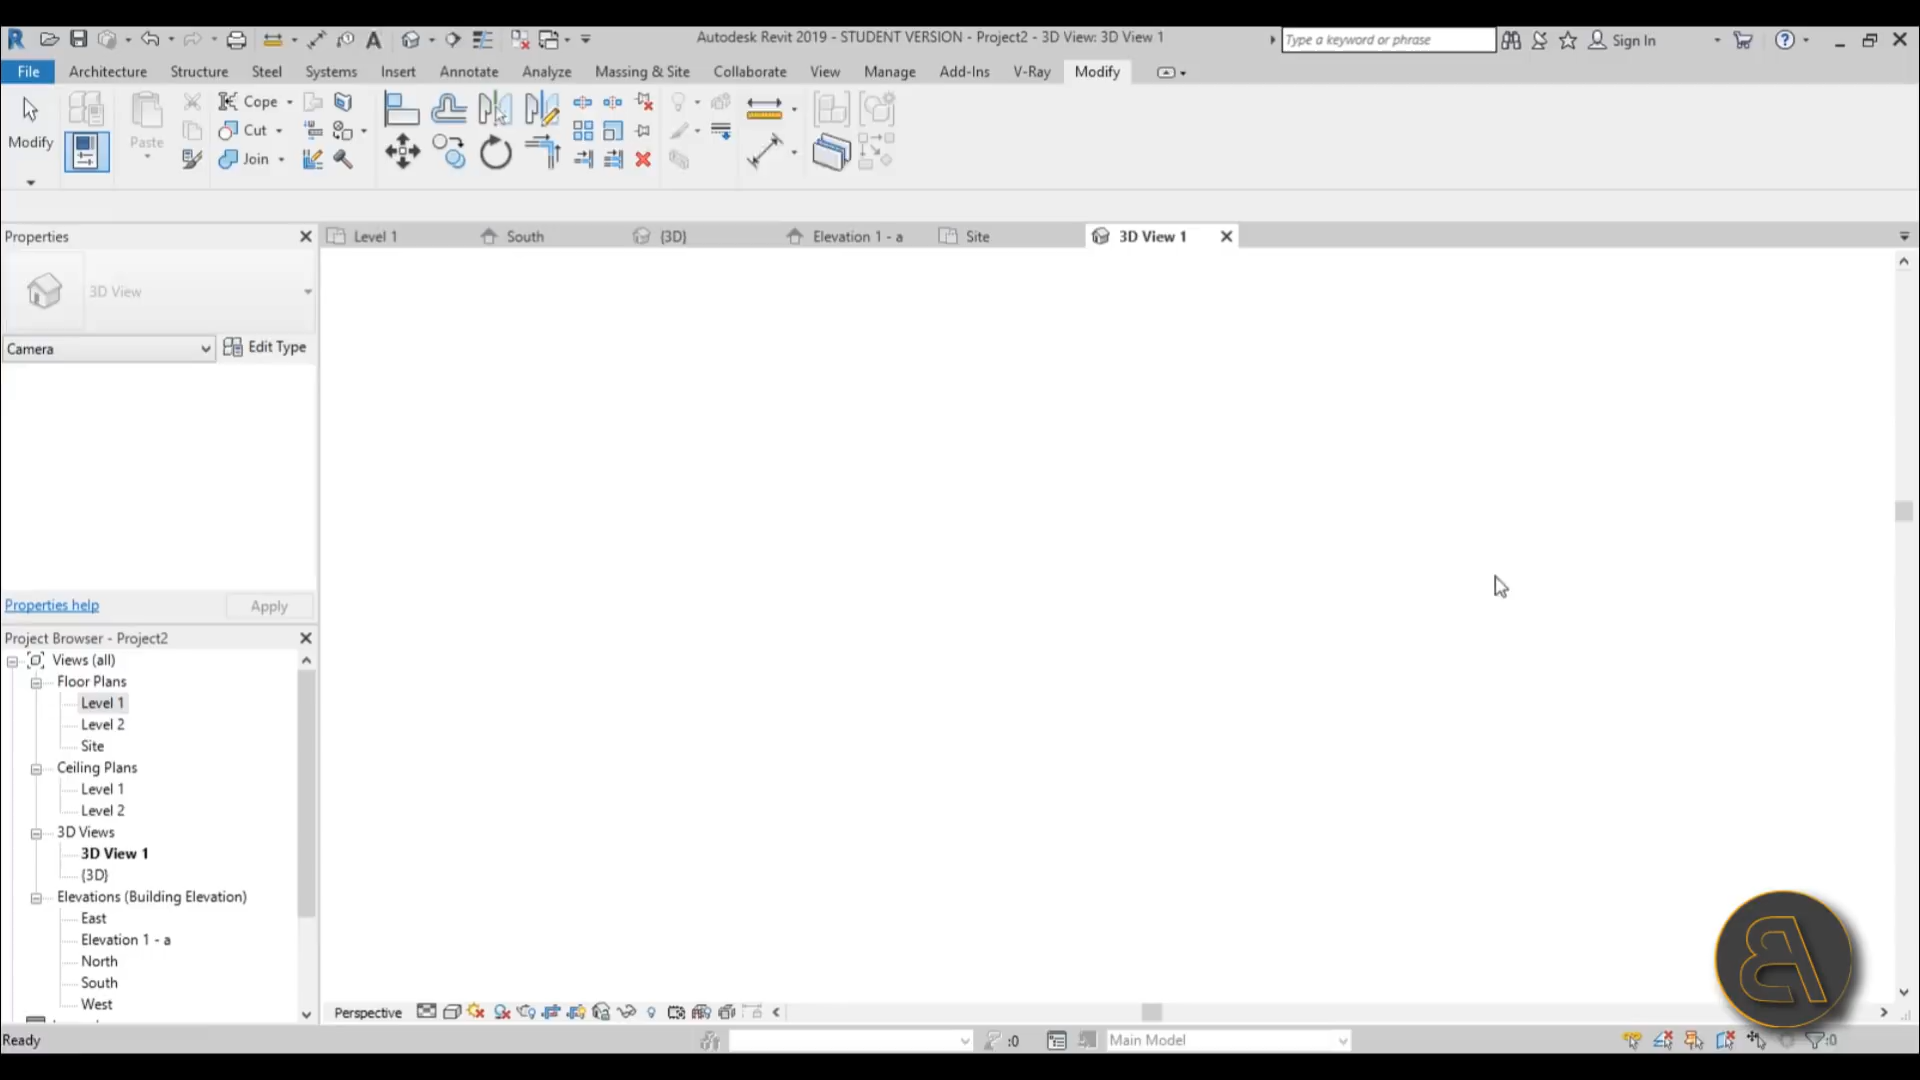 Autodesk Revit 2019 - STUDENT VERSION - Project2 - 3D View: 3D View 1
Type a keyword or phrase
Sign In
File Architecture Structure Steel Systems Insert Annotate Analyze Massing & Site Collaborate View Manage Add-Ins V-Ray Modify
Modify
Paste
Cope
Cut
Join
Properties
Level 1
South
{3D}
Elevation 1 - a
Site
3D View 1
3D View
Camera
Edit Type
Properties help
Apply
Project Browser - Project2
Views (all)
Floor Plans
Level 1
Level 2
Site
Ceiling Plans
Level 1
Level 2
3D Views
3D View 1
{3D}
Elevations (Building Elevation)
East
Elevation 1 - a
North
South
West
Perspective
Ready
:0
Main Model
:0